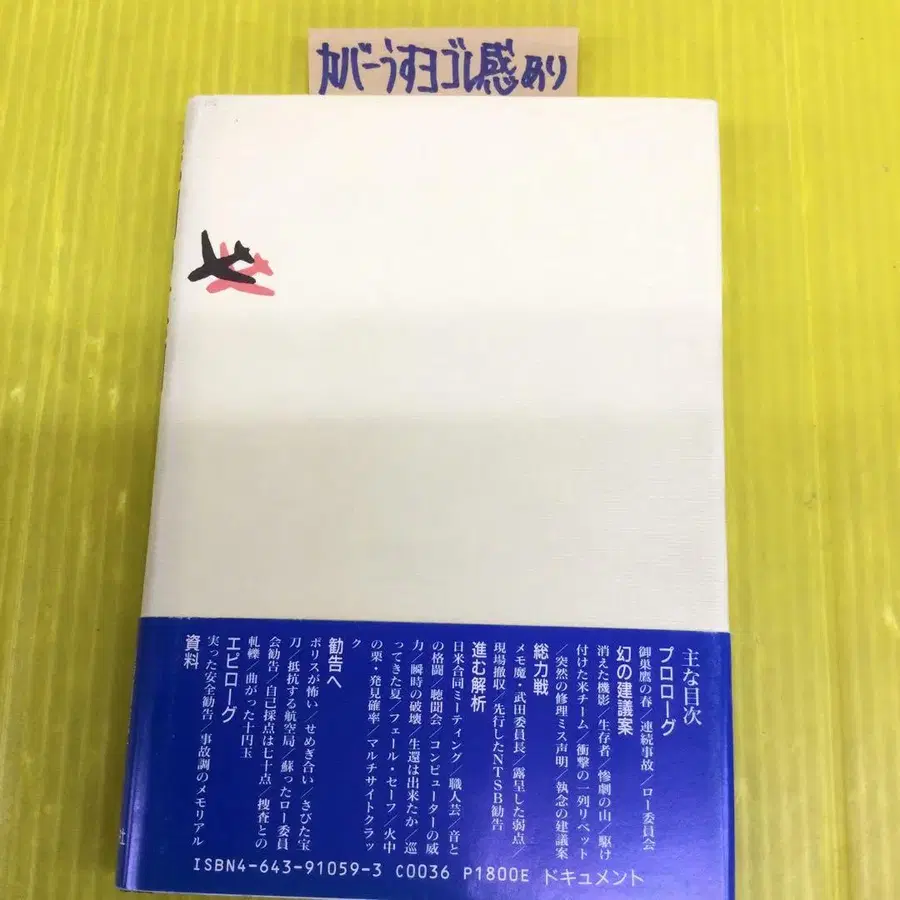 カバーうすヨゴレ感あり
主な目次
プロローグ
御巣鷹の春／連続事故／ロー委員会
幻の建議案
消えた機影／生存者／惨劇の山／駆け
付けた米チーム／衝撃の一列リベット
／突然の修理ミス声明／執念の建議案
総力戦
メモ魔・武田委員長／露呈した弱点／
現場撤収／先行したNTSB勧告
進む解析
日米合同ミーティング／職人芸／音と
の格闘／聴聞会／コンピューターの威
力／瞬時の破壊／生還は出来たか／巡
ってきた夏／フェール・セーフ／火中
の栗・発見確率／マルチサイトクラッ
ク
勧告へ
ポリスが怖い／せめぎ合い／さびた宝
刀／抵抗する航空局／蘇ったロー委員
会勧告／自己採点は七十点／捜査との
軋轢／曲がった十円玉
エピローグ
実った安全勧告／事故調のメモリアル
資料
ISBN4-643-91059-3 C0036 P1800E ドキュメント
社